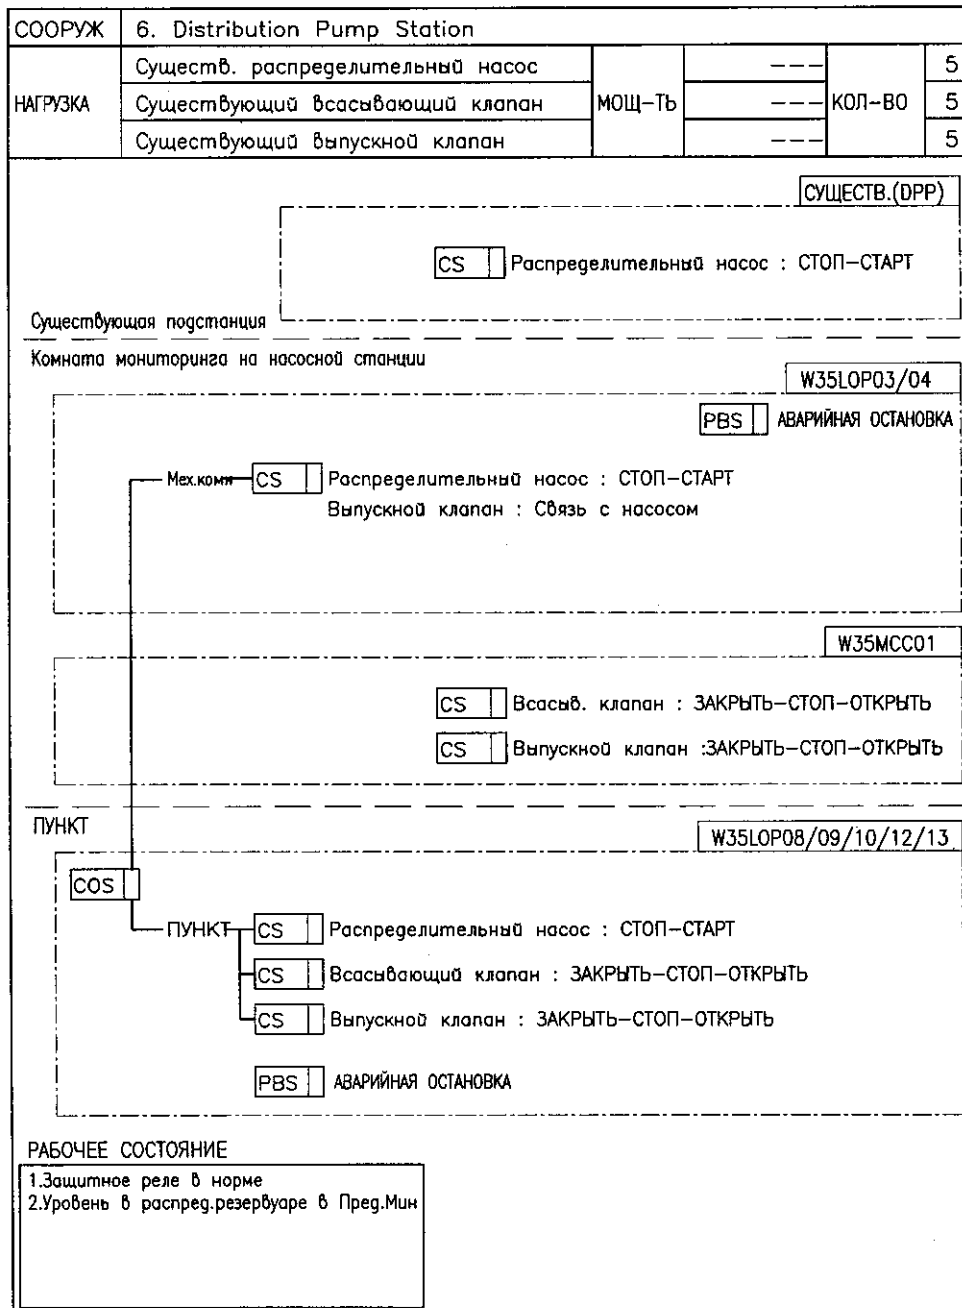 СООРУЖ 6. Distribution Pump Station
НАГРУЗКА Существ. распределительный насос МОЩ-ТЬ --- КОЛ-ВО 5
Существующий всасывающий клапан --- 5
Существующий выпускной клапан --- 5
СУЩЕСТВ.(DPP)
CS Распределительный насос : СТОП-СТАРТ
Существующая подстанция
Комната мониторинга на насосной станции
W35LOP03/04
PBS АВАРИЙНАЯ ОСТАНОВКА
Мех.комн CS Распределительный насос : СТОП-СТАРТ
Выпускной клапан : Связь с насосом
W35MCC01
CS Всасыв. клапан : ЗАКРЫТЬ-СТОП-ОТКРЫТЬ
CS Выпускной клапан :ЗАКРЫТЬ-СТОП-ОТКРЫТЬ
ПУНКТ
W35LOP08/09/10/12/13
COS
ПУНКТ CS Распределительный насос : СТОП-СТАРТ
CS Всасывающий клапан : ЗАКРЫТЬ-СТОП-ОТКРЫТЬ
CS Выпускной клапан : ЗАКРЫТЬ-СТОП-ОТКРЫТЬ
PBS АВАРИЙНАЯ ОСТАНОВКА
РАБОЧЕЕ СОСТОЯНИЕ
1.Защитное реле в норме
2.Уровень в распред.резервуаре в Пред.Мин